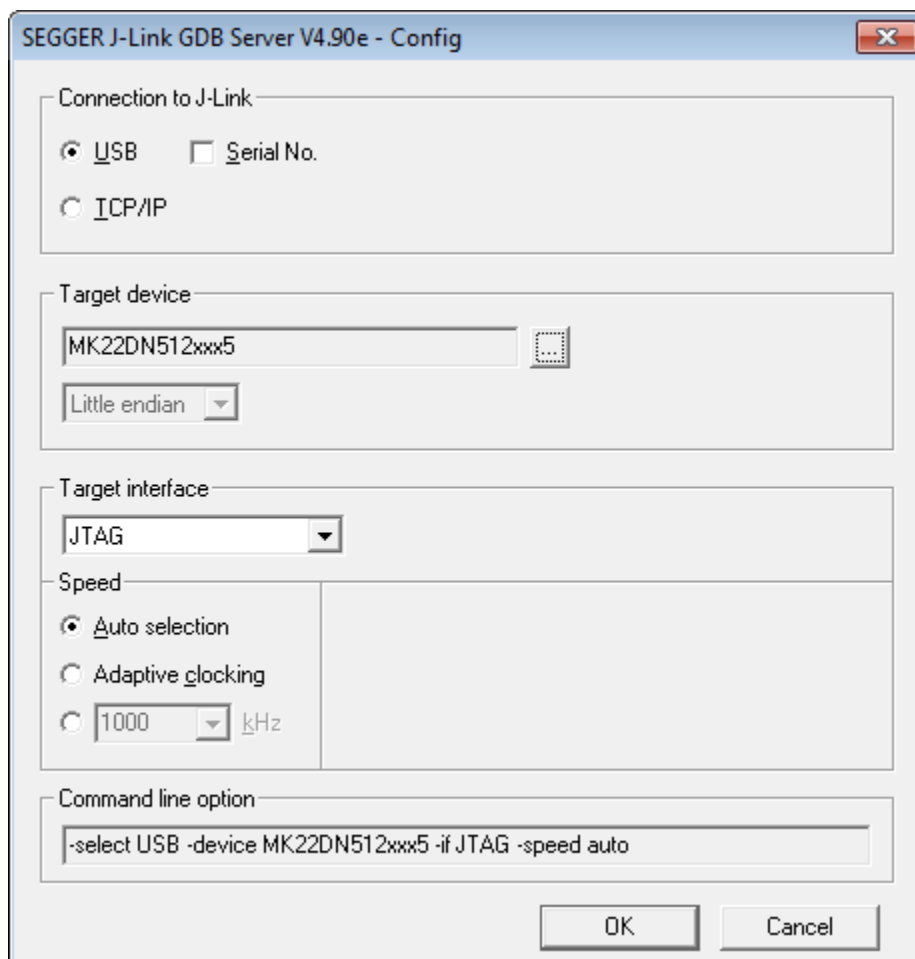 SEGGER J-Link GDB Server V4.90e - Config
Connection to J-Link
USB Serial No.
TCP/IP
Target device
MK22DN512xxx5
...
Little endian
Target interface
JTAG
Speed
Auto selection
Adaptive clocking
1000 kHz
Command line option
-select USB -device MK22DN512xxx5 -if JTAG -speed auto
OK Cancel